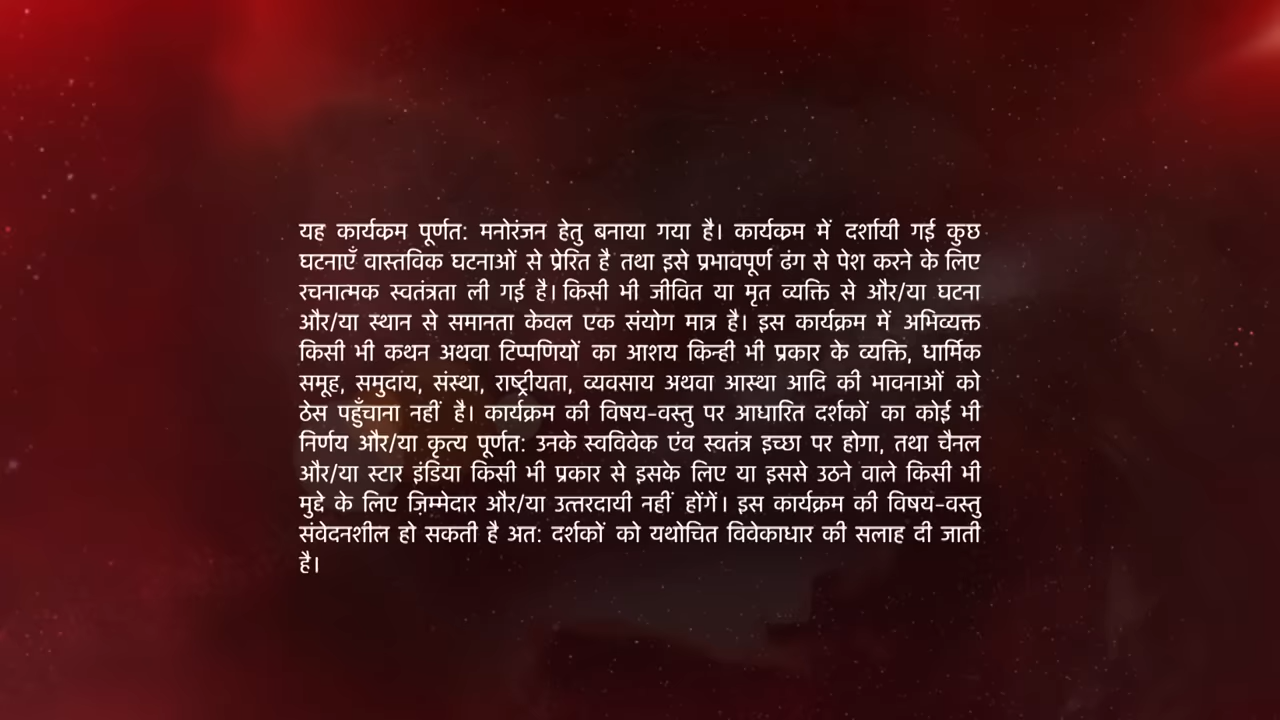 यह कार्यक्रम पूर्णत: मनोरंजन हेतु बनाया गया है। कार्यक्रम में दर्शायी गई कुछ
घटनाएँ वास्तविक घटनाओं से प्रेरित है तथा इसे प्रभावपूर्ण ढंग से पेश करने के लिए
रचनात्मक स्वतंत्रता ली गई है। किसी भी जीवित या मृत व्यक्ति से और/या घटना
और/या स्थान से समानता केवल एक संयोग मात्र है। इस कार्यक्रम में अभिव्यक्त
किसी भी कथन अथवा टिप्पणियों का आशय किन्ही भी प्रकार के व्यक्ति, धार्मिक
समूह, समुदाय, संस्था, राष्ट्रीयता, व्यवसाय अथवा आस्था आदि की भावनाओं को
ठेस पहुँचाना नहीं है। कार्यक्रम की विषय-वस्तु पर आधारित दर्शकों का कोई भी
निर्णय और/या कृत्य पूर्णत: उनके स्वविवेक एंव स्वतंत्र इच्छा पर होगा, तथा चैनल
और/या स्टार इंडिया किसी भी प्रकार से इसके लिए या इससे उठने वाले किसी भी
मुद्दे के लिए ज़िम्मेदार और/या उत्तरदायी नहीं होंगें। इस कार्यक्रम की विषय-वस्तु
संवेदनशील हो सकती है अत: दर्शकों को यथोचित विवेकाधार की सलाह दी जाती
है।